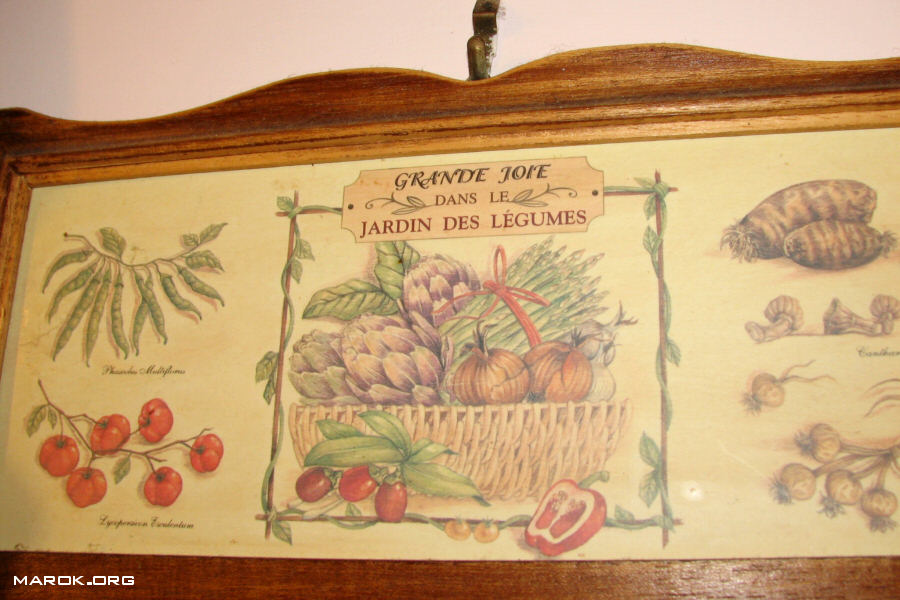 GRANDE JOIE
DANS LE
JARDIN DES LÉGUMES
Phaseolus Multiflorus
Lycopersicon Esculentum
MAROK.ORG